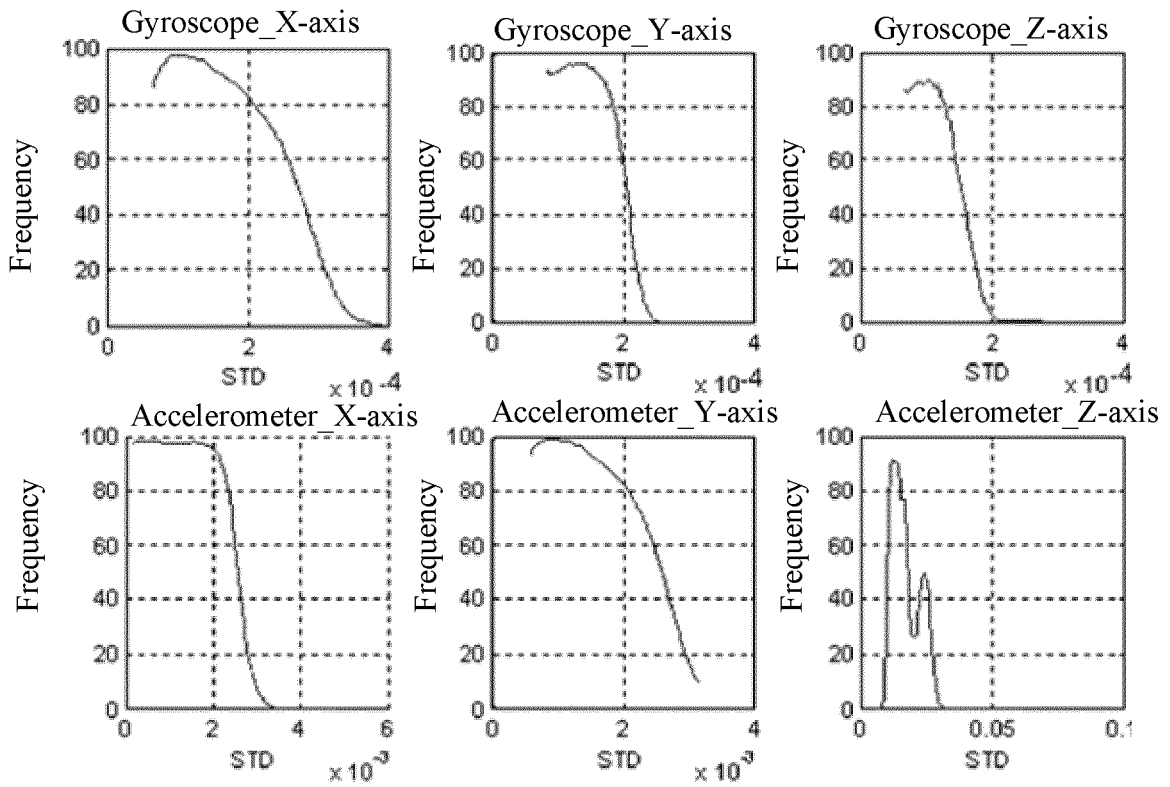 Gyroscope_X-axis
Frequency
100
80
60
40
20
0
0
2
4
STD
x 10 -4
Gyroscope_Y-axis
Frequency
100
80
60
40
20
0
0
2
4
STD
x 10 -4
Gyroscope_Z-axis
Frequency
100
80
60
40
20
0
0
2
4
STD
x 10 -4
Accelerometer_X-axis
Frequency
100
80
60
40
20
0
0
2
4
6
STD
x 10 -3
Accelerometer_Y-axis
Frequency
100
80
60
40
20
0
0
2
4
STD
x 10 -3
Accelerometer_Z-axis
Frequency
100
80
60
40
20
0
0
0.05
0.1
STD